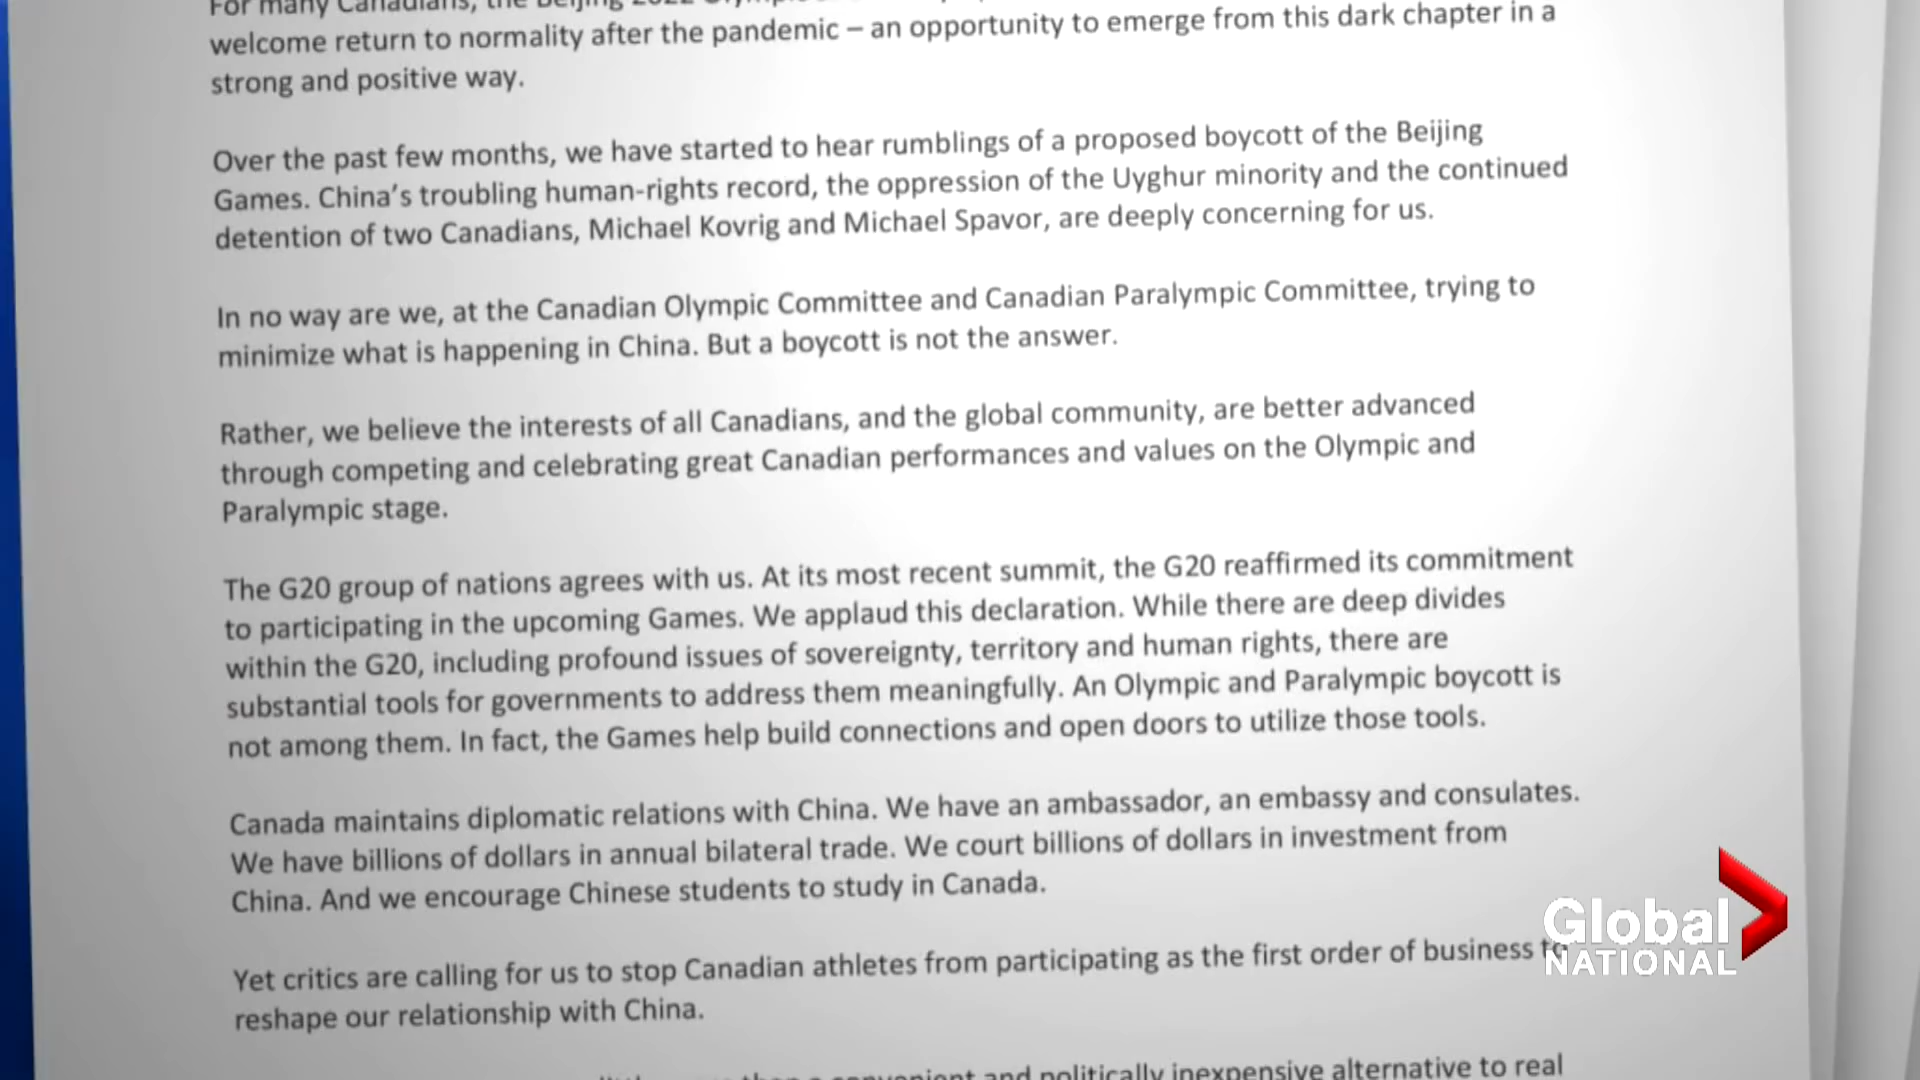 For many Canadians, the Beijing 2022
welcome return to normality after the pandemic – an opportunity to emerge from this dark chapter in a
strong and positive way.
Over the past few months, we have started to hear rumblings of a proposed boycott of the Beijing
Games. China's troubling human-rights record, the oppression of the Uyghur minority and the continued
detention of two Canadians, Michael Kovrig and Michael Spavor, are deeply concerning for us.
In no way are we, at the Canadian Olympic Committee and Canadian Paralympic Committee, trying to
minimize what is happening in China. But a boycott is not the answer.
Rather, we believe the interests of all Canadians, and the global community, are better advanced
through competing and celebrating great Canadian performances and values on the Olympic and
Paralympic stage.
The G20 group of nations agrees with us. At its most recent summit, the G20 reaffirmed its commitment
to participating in the upcoming Games. We applaud this declaration. While there are deep divides
within the G20, including profound issues of sovereignty, territory and human rights, there are
substantial tools for governments to address them meaningfully. An Olympic and Paralympic boycott is
not among them. In fact, the Games help build connections and open doors to utilize those tools.
Canada maintains diplomatic relations with China. We have an ambassador, an embassy and consulates.
We have billions of dollars in annual bilateral trade. We court billions of dollars in investment from
China. And we encourage Chinese students to study in Canada.
Yet critics are calling for us to stop Canadian athletes from participating as the first order of business to
reshape our relationship with China.
convenient and politically inexpensive alternative to real
Global
NATIONAL